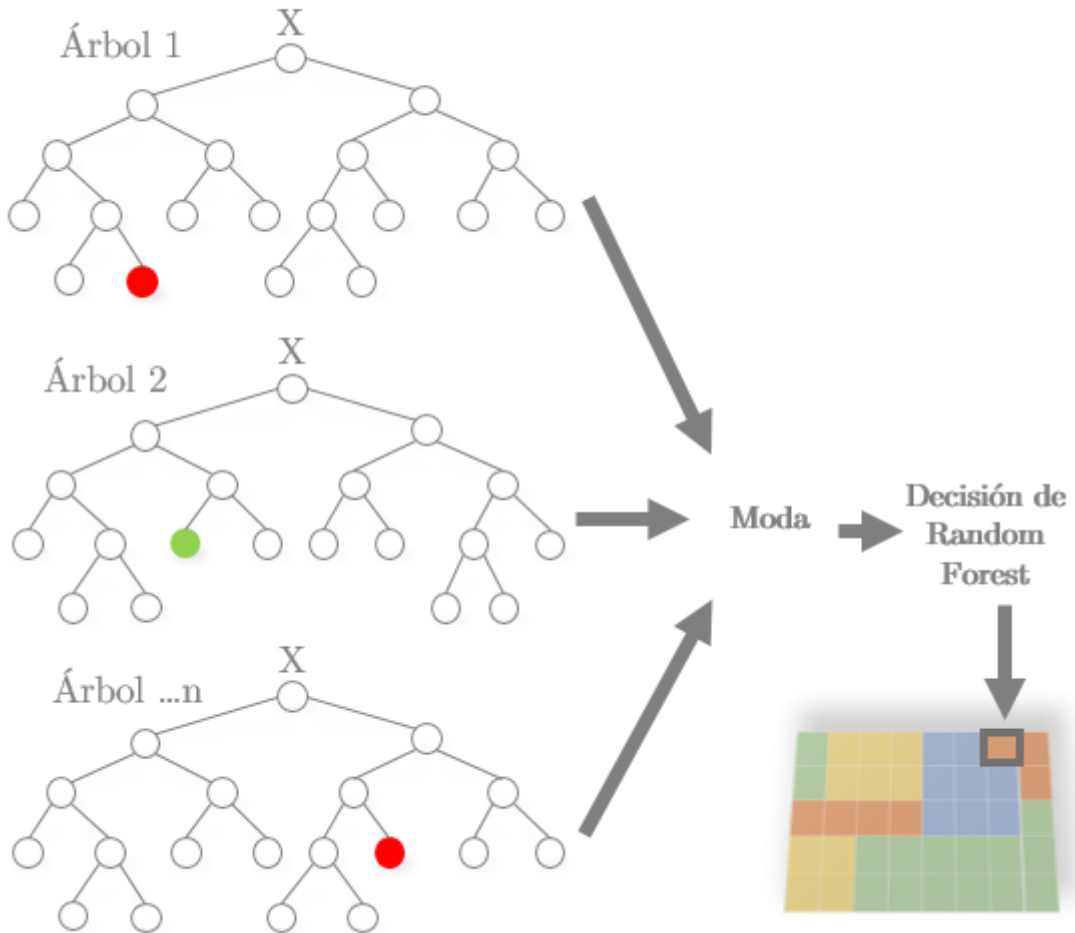 X
Árbol 1
X
Árbol 2
Moda
Decisión de
Random
Forest
X
Árbol ...n